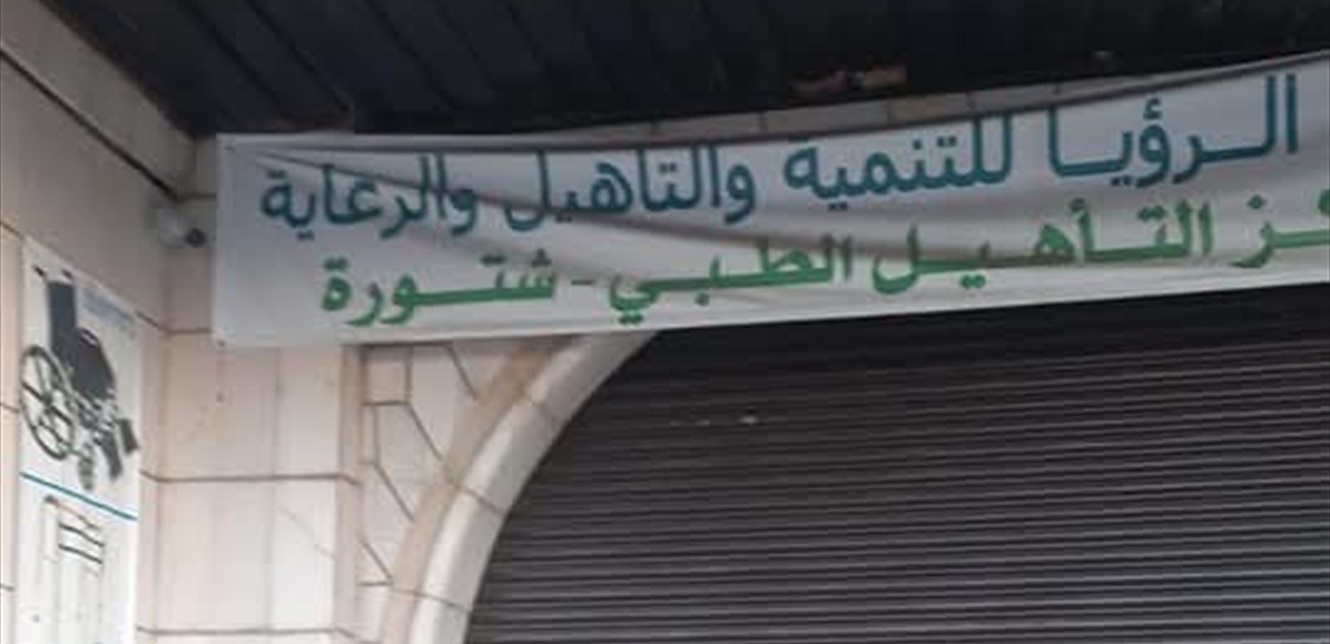 الرؤيا للتنمية والتأهيل والرعاية
التأهيل الطبي - شتورة